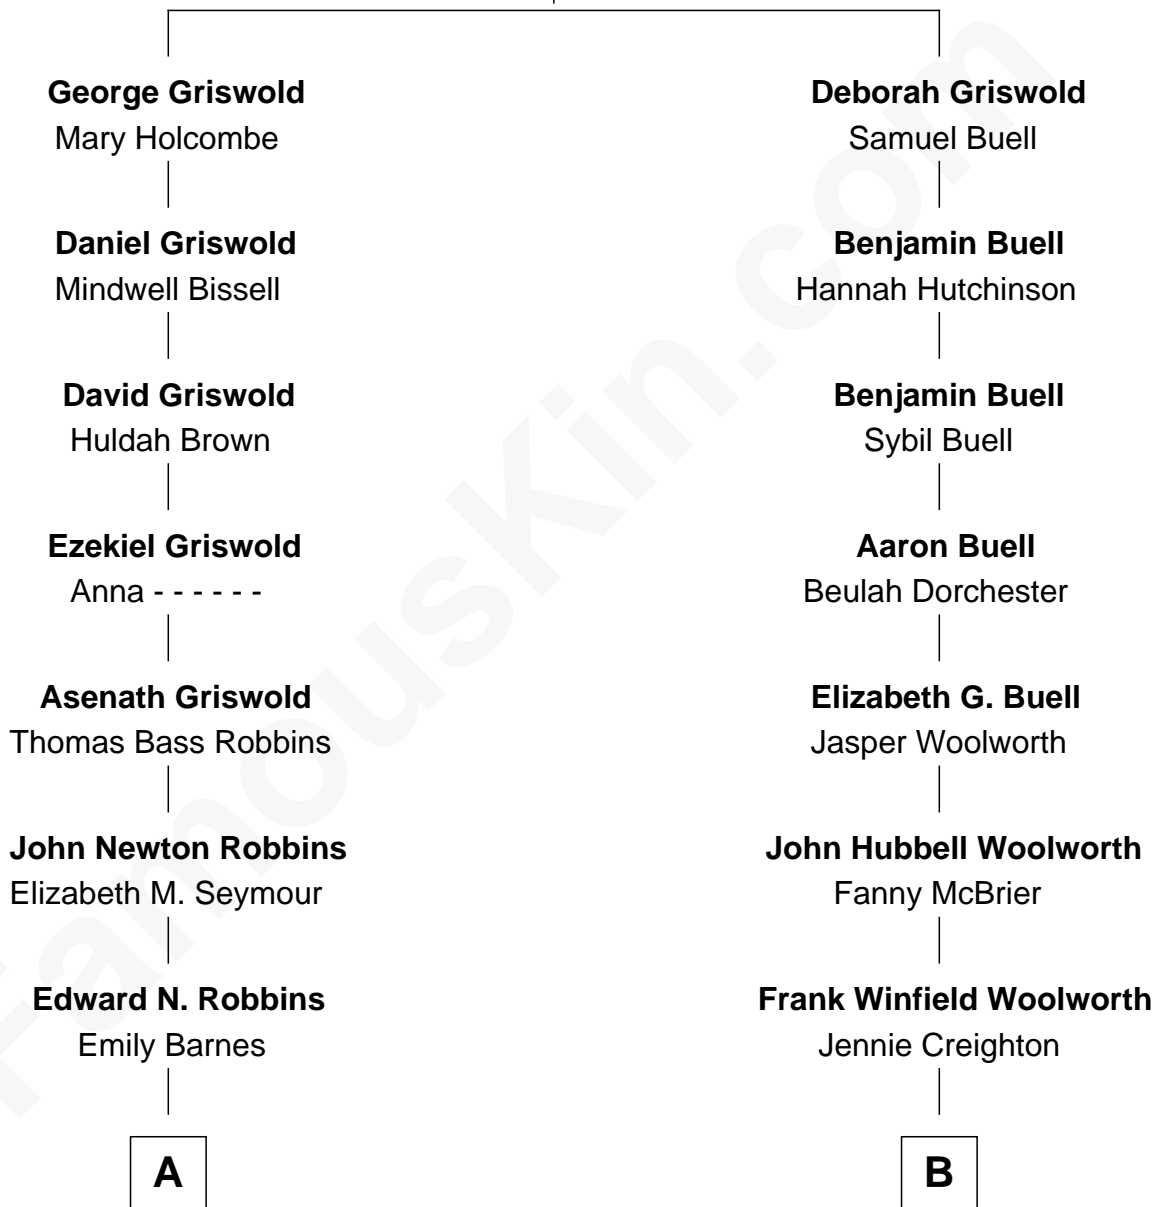 George Griswold
Mary Holcombe
Daniel Griswold
Mindwell Bissell
David Griswold
Huldah Brown
Ezekiel Griswold
Anna - - - - - -
Asenath Griswold
Thomas Bass Robbins
John Newton Robbins
Elizabeth M. Seymour
Edward N. Robbins
Emily Barnes
A
Deborah Griswold
Samuel Buell
Benjamin Buell
Hannah Hutchinson
Benjamin Buell
Sybil Buell
Aaron Buell
Beulah Dorchester
Elizabeth G. Buell
Jasper Woolworth
John Hubbell Woolworth
Fanny McBrier
Frank Winfield Woolworth
Jennie Creighton
B
FamousKin.com